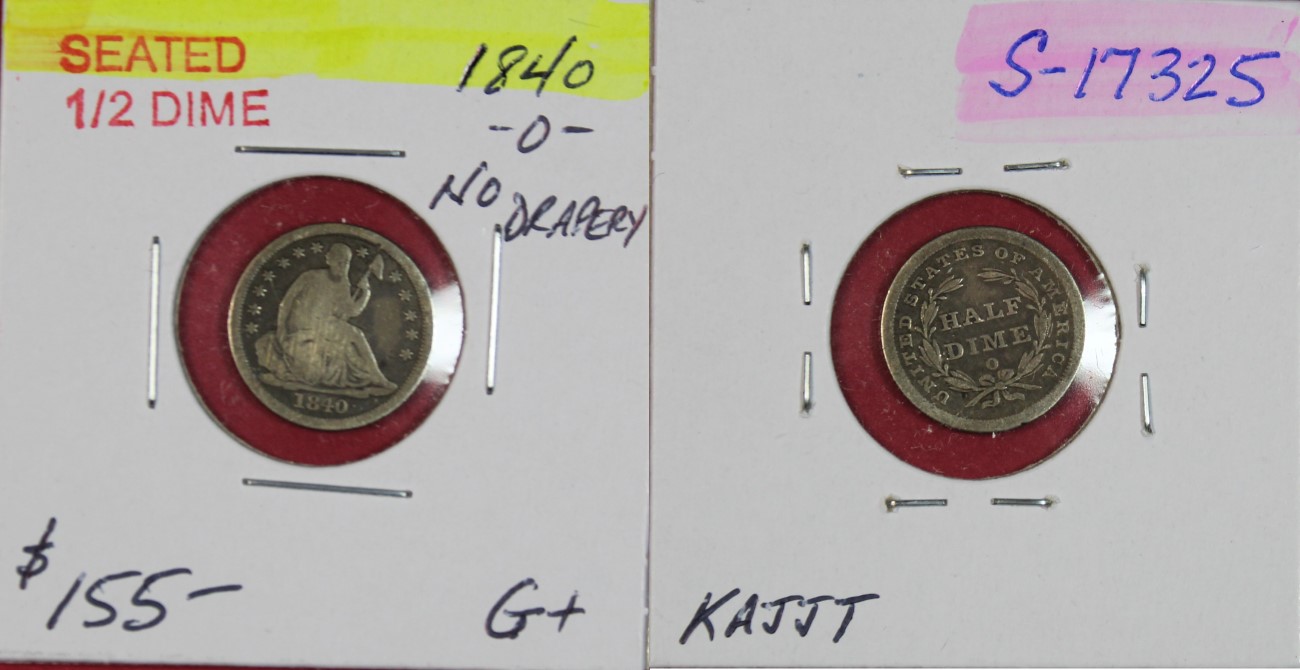 SEATED
1/2 DIME
1840
-O-
NO DRAPERY
1840
$155-
G+
S-17325
UNITED STATES OF AMERICA
HALF
DIME
O
KAJJT